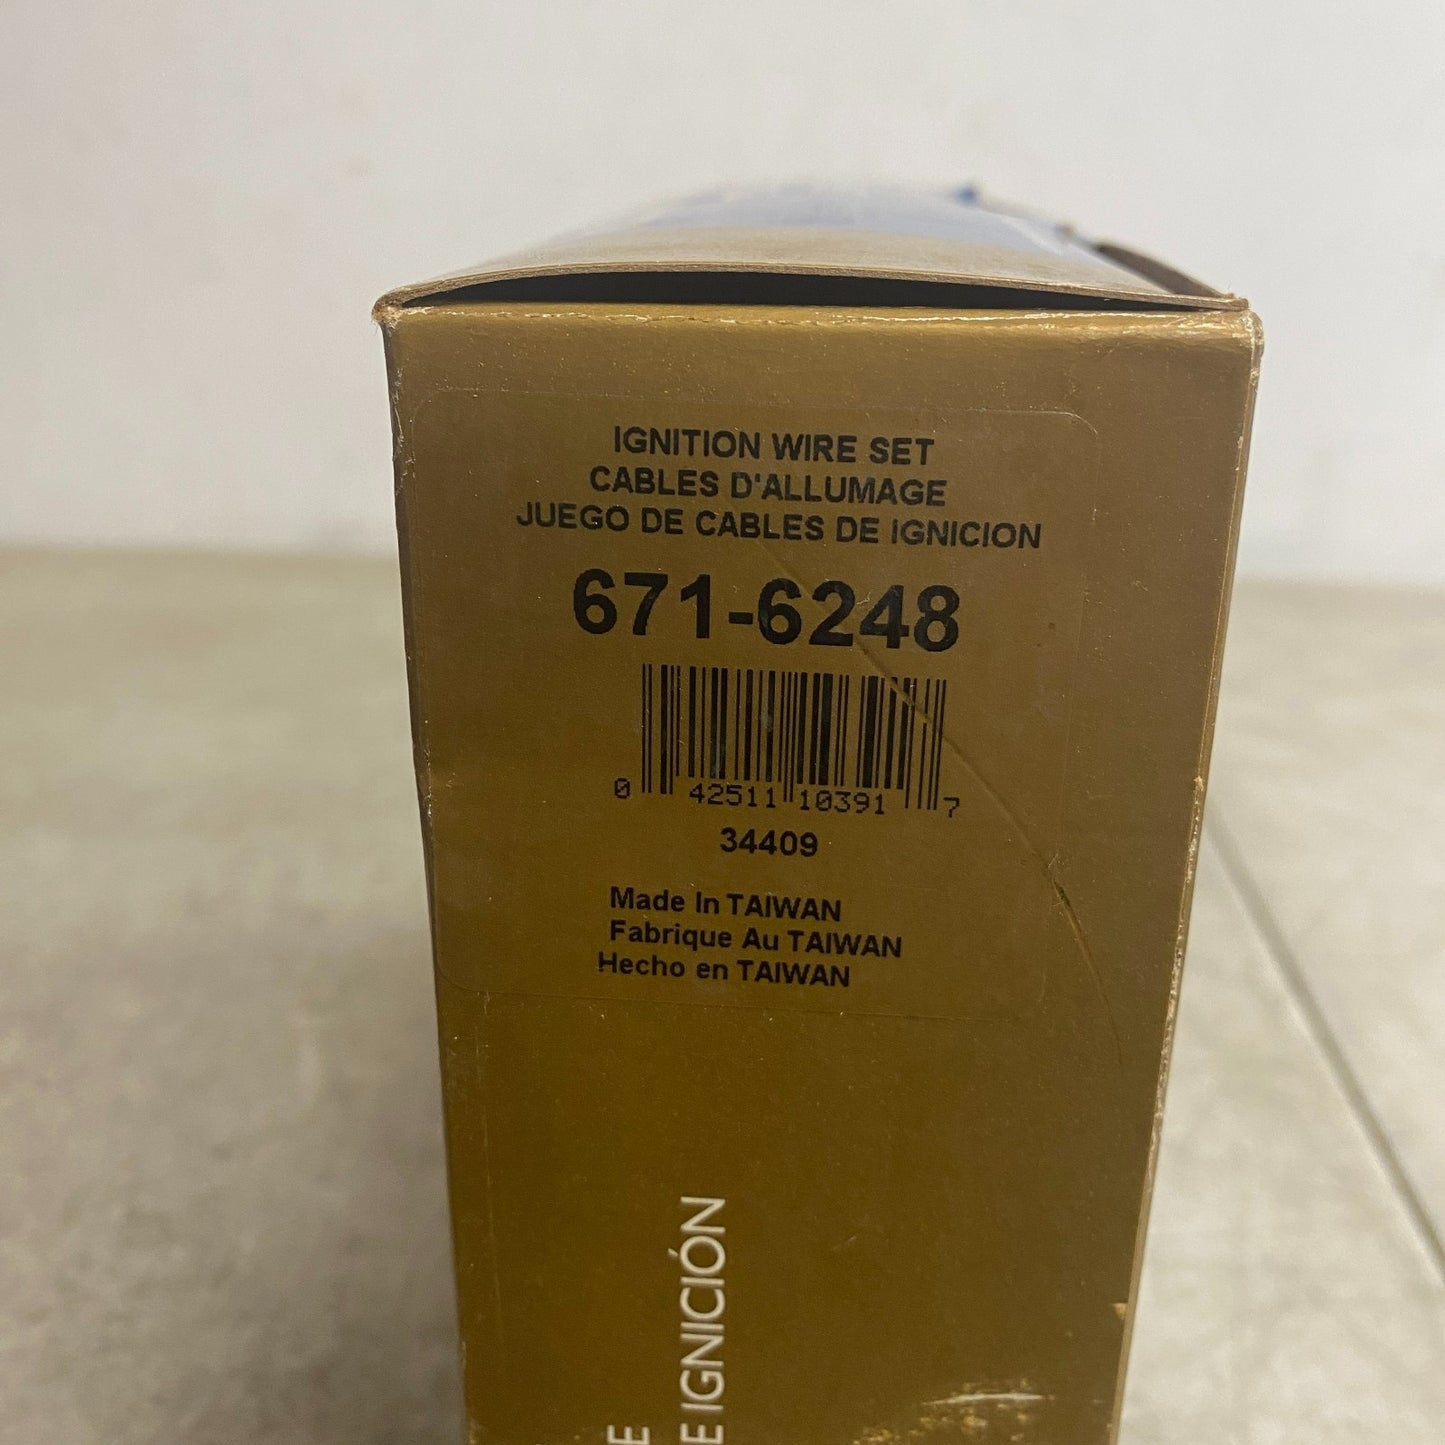 IGNITION WIRE SET
CABLES D'ALLUMAGE
JUEGO DE CABLES DE IGNICION
671-6248
0 42511 10391 7
34409
Made In TAIWAN
Fabrique Au TAIWAN
Hecho en TAIWAN
E
E IGNICIÓN